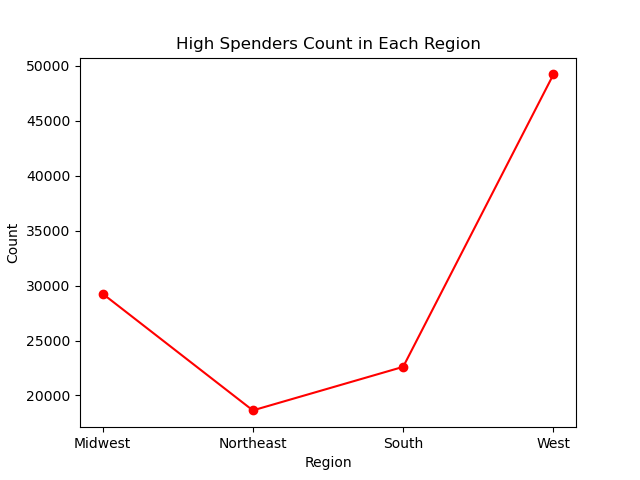 High Spenders Count in Each Region
50000
45000
40000
35000
30000
25000
20000
Count
Midwest Northeast South West
Region